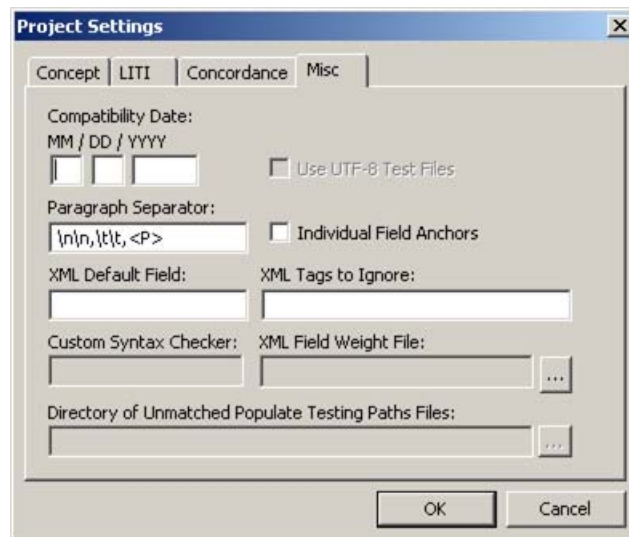 Project Settings
Concept LITI Concordance Misc
Compatibility Date:
MM / DD / YYYY
Use UTF-8 Test Files
Paragraph Separator:
\n\n,\t\t,<P>
Individual Field Anchors
XML Default Field: XML Tags to Ignore:
Custom Syntax Checker: XML Field Weight File:
...
Directory of Unmatched Populate Testing Paths Files:
...
OK Cancel